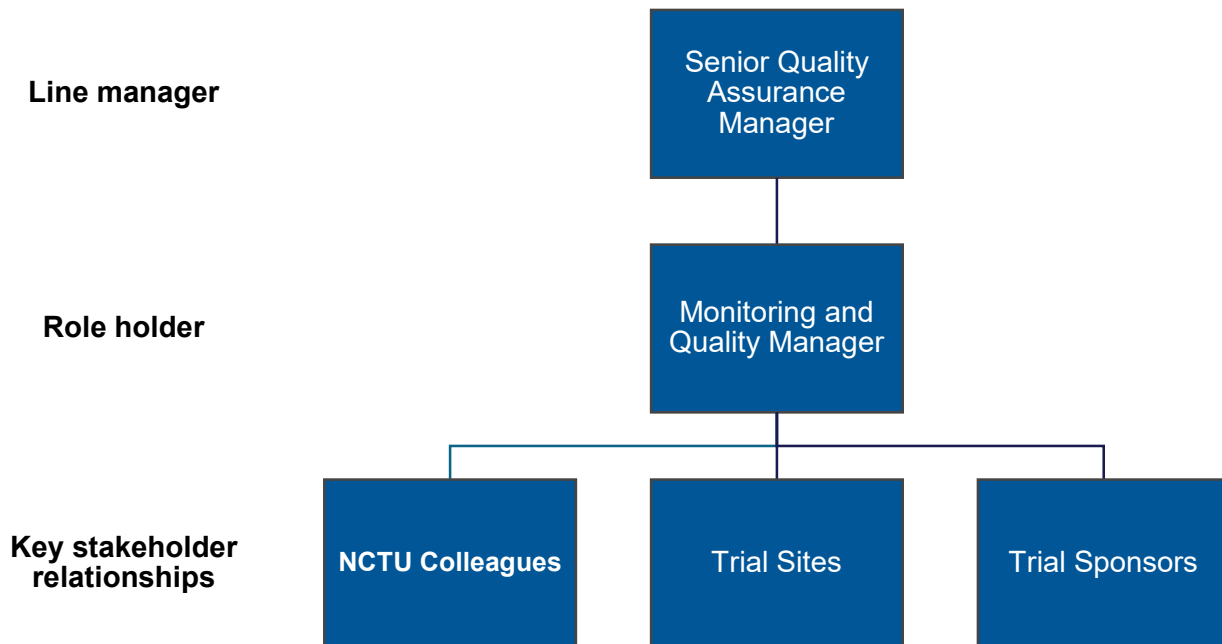 Line manager
Senior Quality
Assurance
Manager
Role holder
Monitoring and
Quality Manager
Key stakeholder
relationships
NCTU Colleagues
Trial Sites
Trial Sponsors